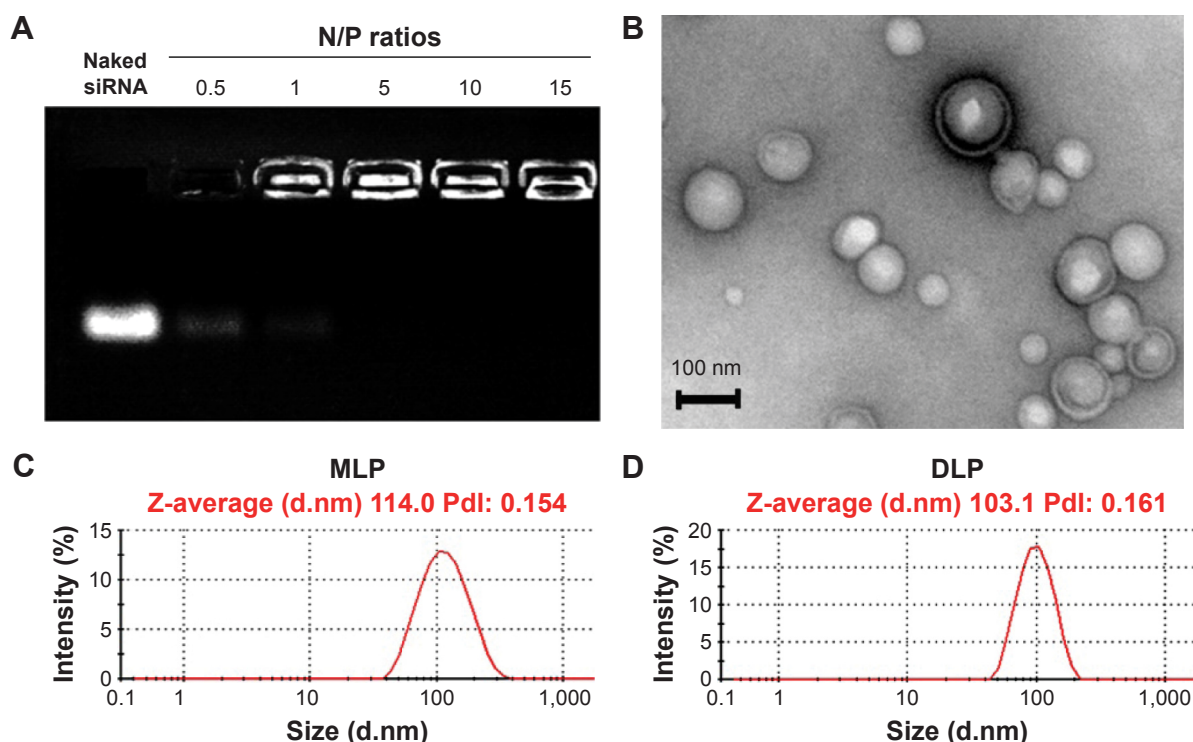 A
N/P ratios
Naked
siRNA
0.5 1 5 10 15
B
100 nm
C
MLP
Z-average (d.nm) 114.0 PdI: 0.154
Intensity (%)
15
10
5
0
0.1 1 10 100 1,000
Size (d.nm)
D
DLP
Z-average (d.nm) 103.1 PdI: 0.161
Intensity (%)
20
15
10
5
0
0.1 1 10 100 1,000
Size (d.nm)